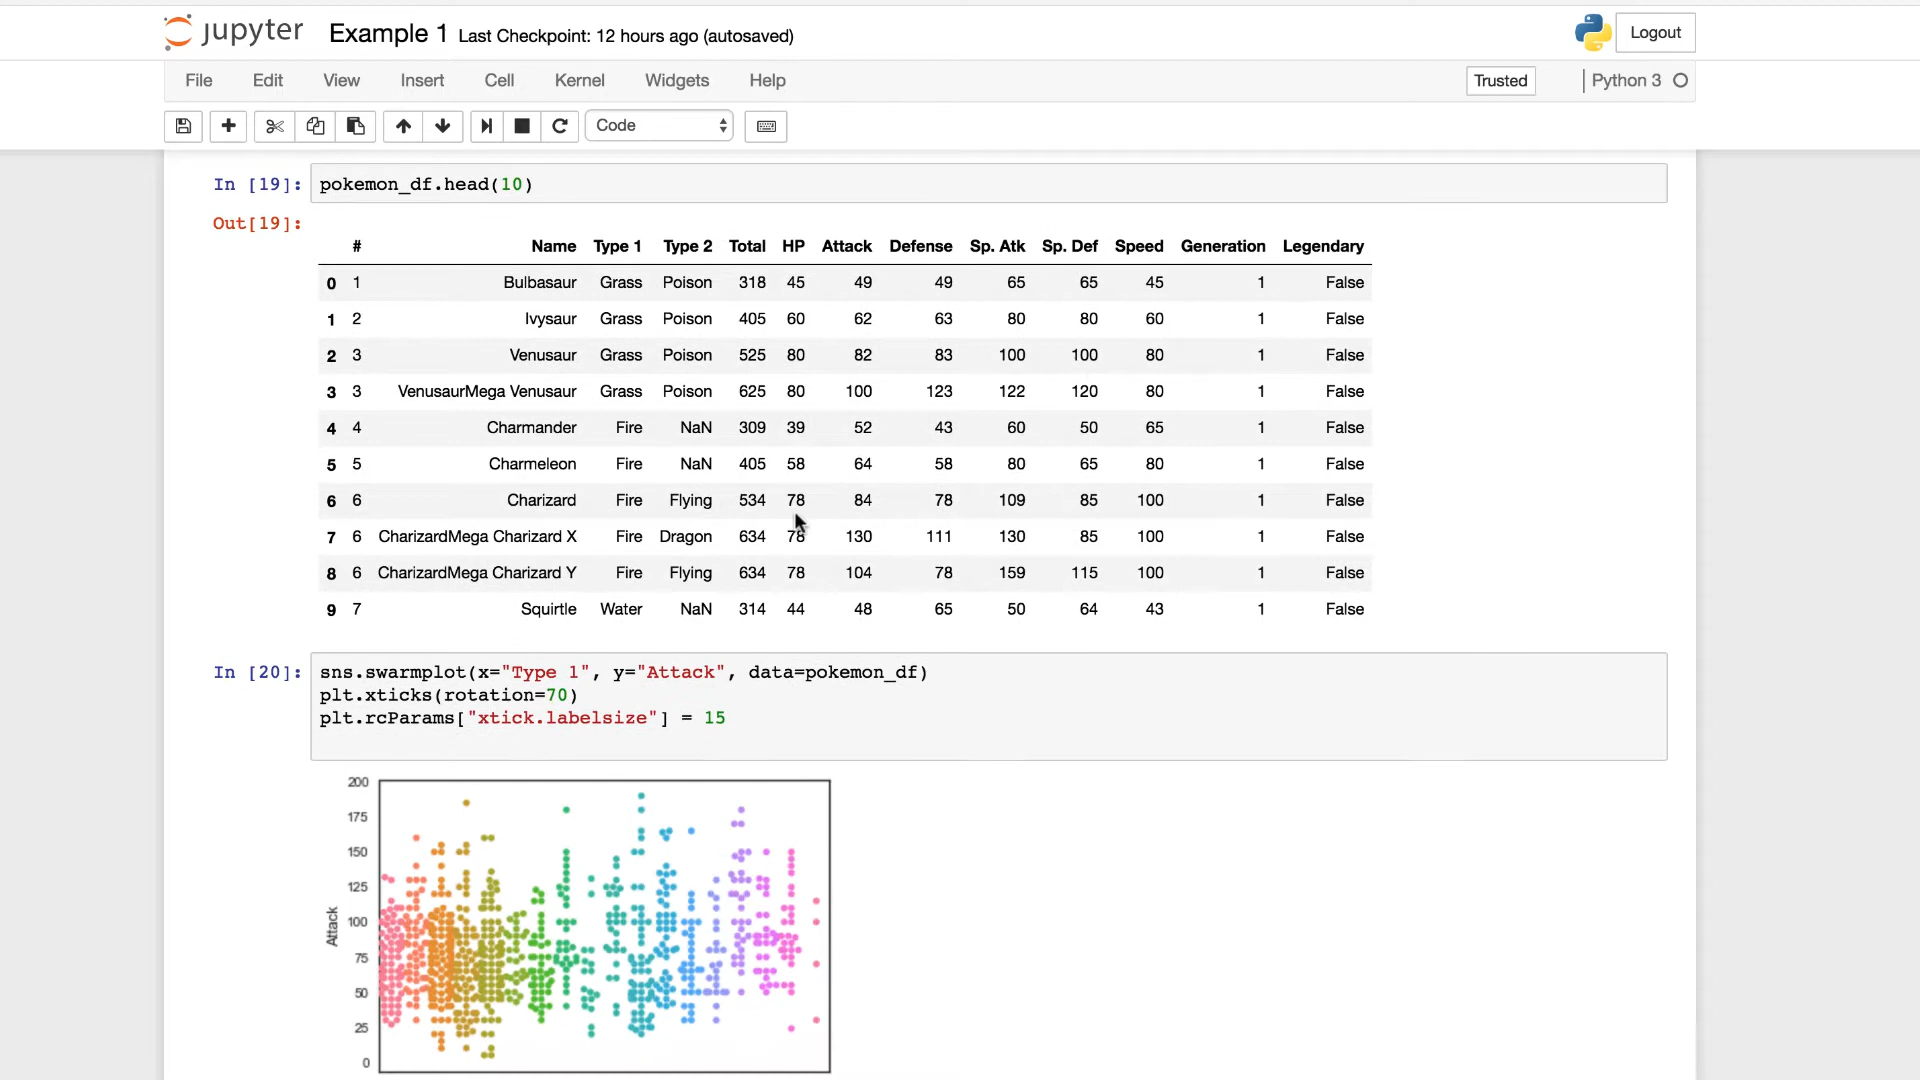 jupyter Example 1 Last Checkpoint: 12 hours ago (autosaved) Logout
File Edit View Insert Cell Kernel Widgets Help Trusted Python 3
Code
In [19]: pokemon_df.head(10)
Out[19]:
# Name Type 1 Type 2 Total HP Attack Defense Sp. Atk Sp. Def Speed Generation Legendary
0 1 Bulbasaur Grass Poison 318 45 49 49 65 65 45 1 False
1 2 Ivysaur Grass Poison 405 60 62 63 80 80 60 1 False
2 3 Venusaur Grass Poison 525 80 82 83 100 100 80 1 False
3 3 VenusaurMega Venusaur Grass Poison 625 80 100 123 122 120 80 1 False
4 4 Charmander Fire NaN 309 39 52 43 60 50 65 1 False
5 5 Charmeleon Fire NaN 405 58 64 58 80 65 80 1 False
6 6 Charizard Fire Flying 534 78 84 78 109 85 100 1 False
7 6 CharizardMega Charizard X Fire Dragon 634 78 130 111 130 85 100 1 False
8 6 CharizardMega Charizard Y Fire Flying 634 78 104 78 159 115 100 1 False
9 7 Squirtle Water NaN 314 44 48 65 50 64 43 1 False
In [20]: sns.swarmplot(x="Type 1", y="Attack", data=pokemon_df)
plt.xticks(rotation=70)
plt.rcParams["xtick.labelsize"] = 15
200
175
150
125
100
Attack
75
50
25
0